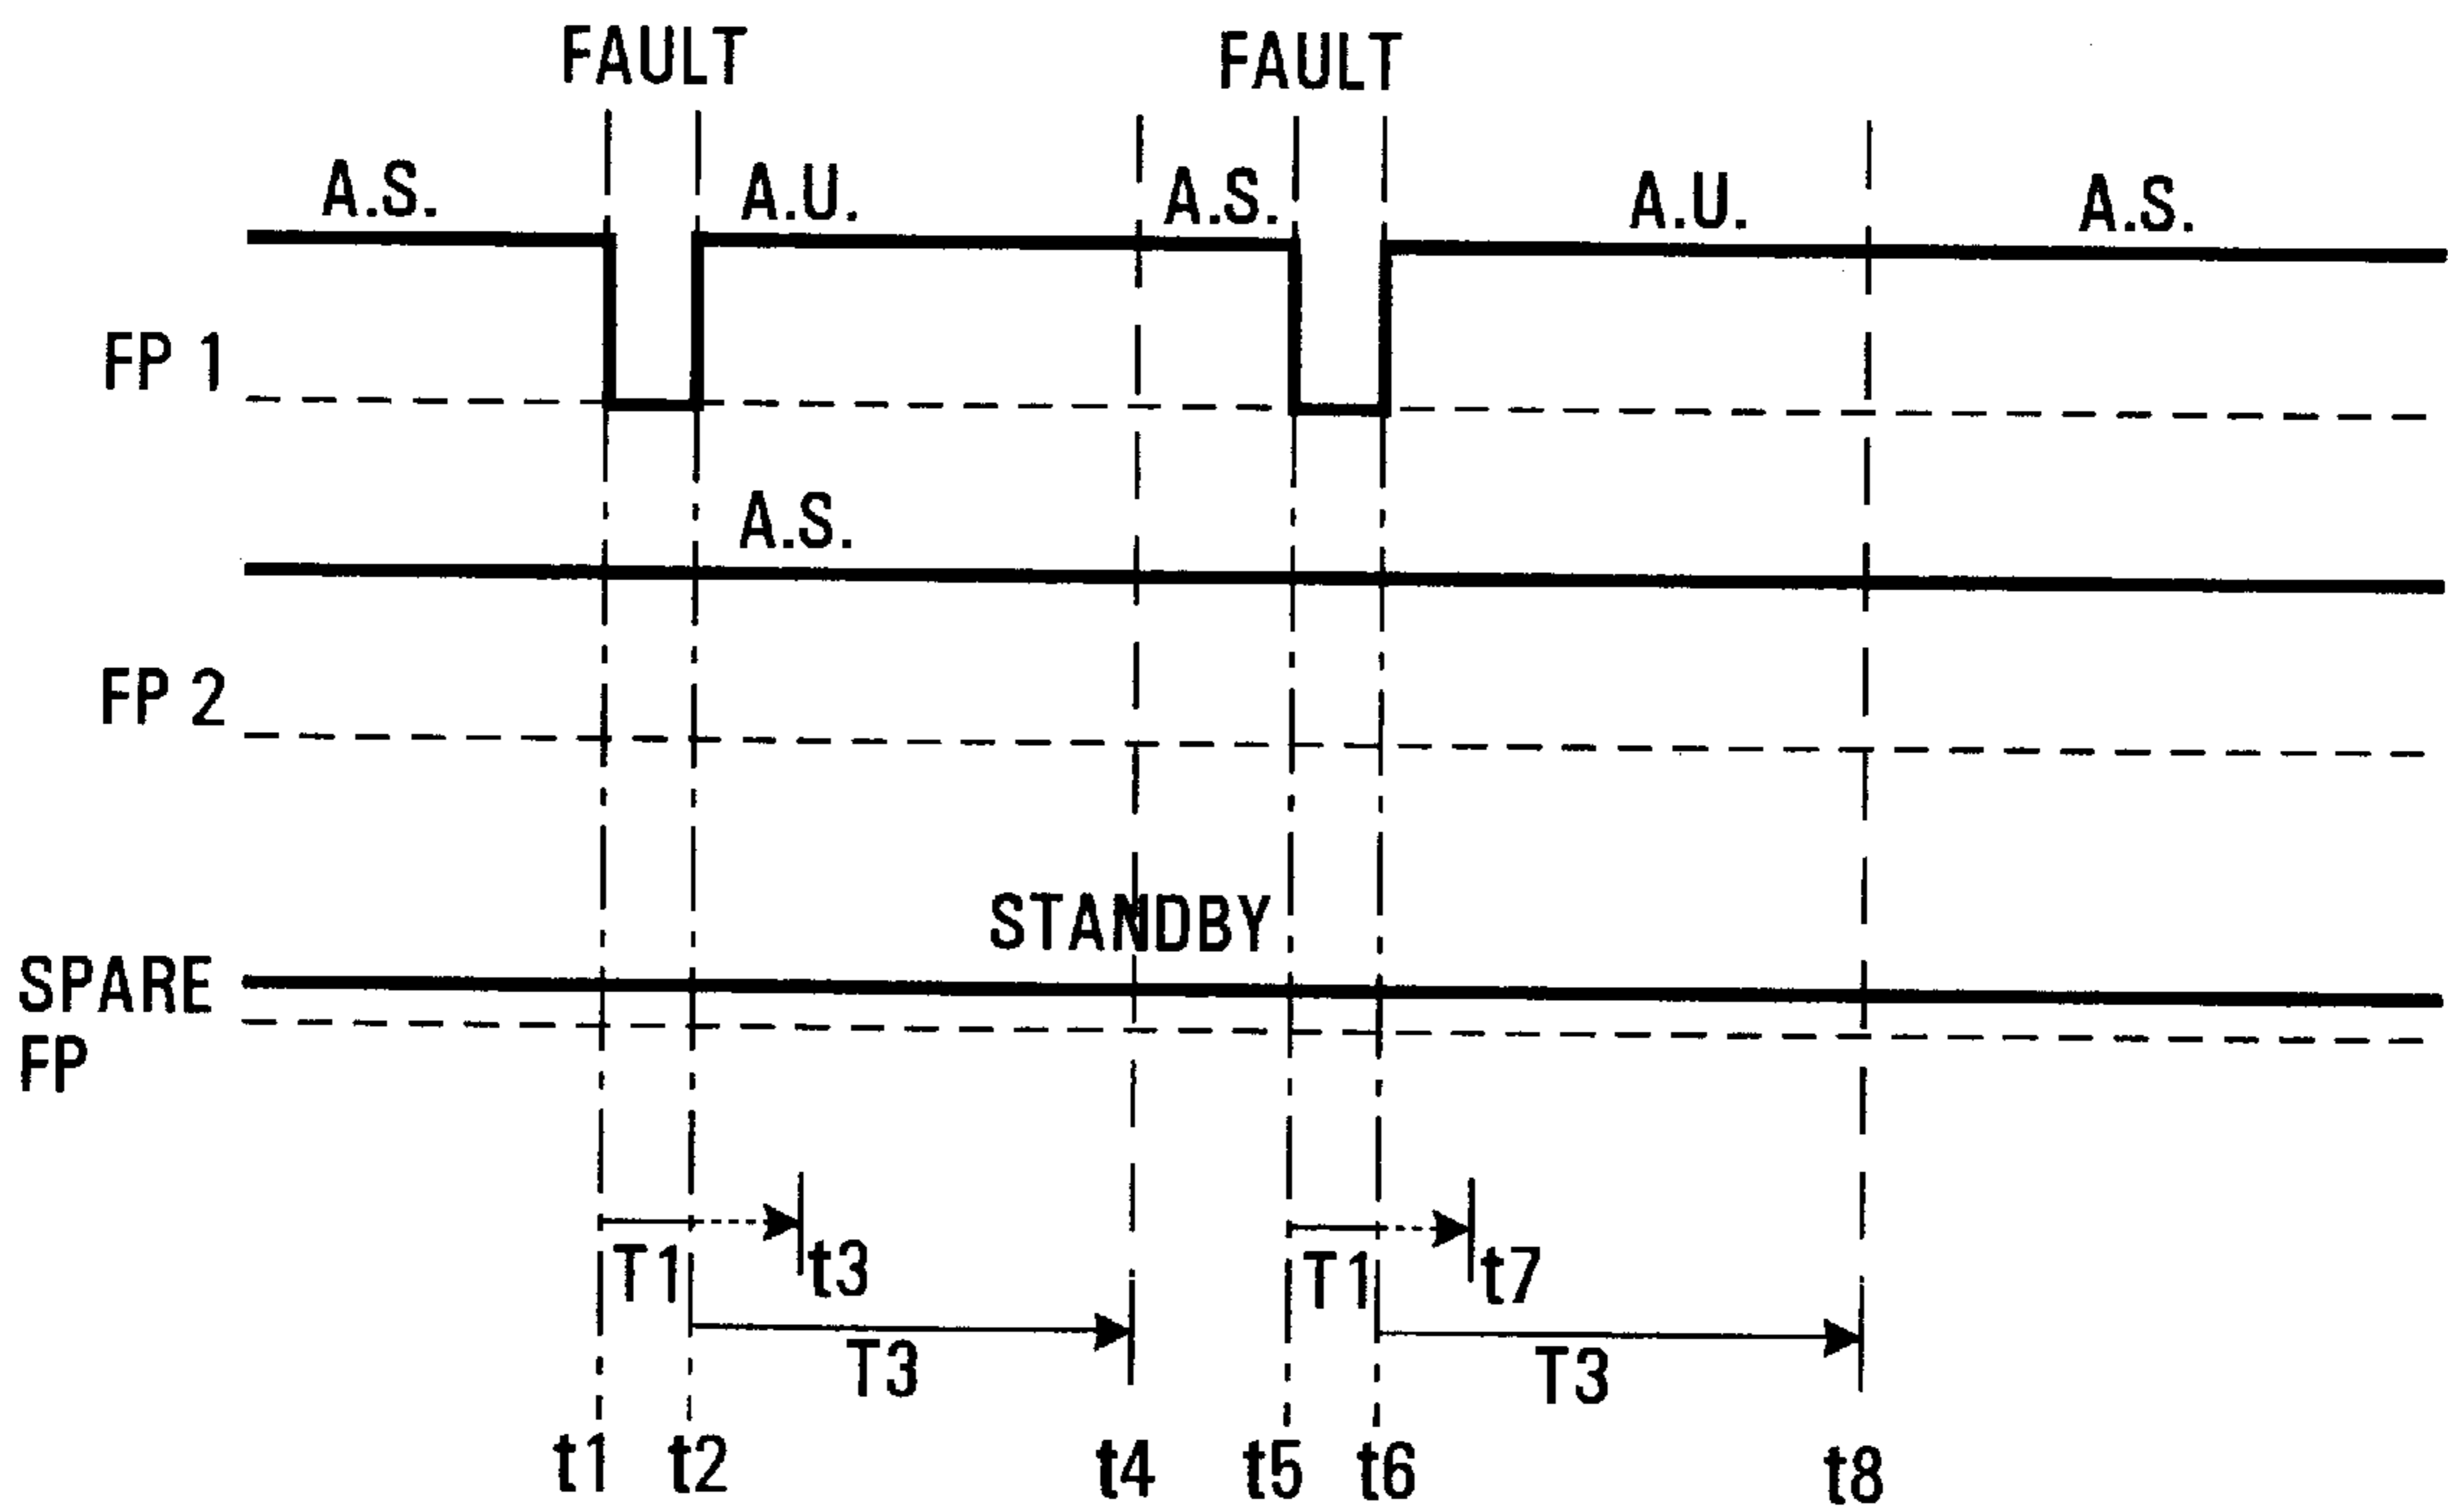 FAULT FAULT
A.S. A.U. A.S. A.U. A.S.
FP 1
A.S.
FP 2
STANDBY
SPARE
FP
T1 t3 T1 t7
T3 T3
t1 t2 t4 t5 t6 t8